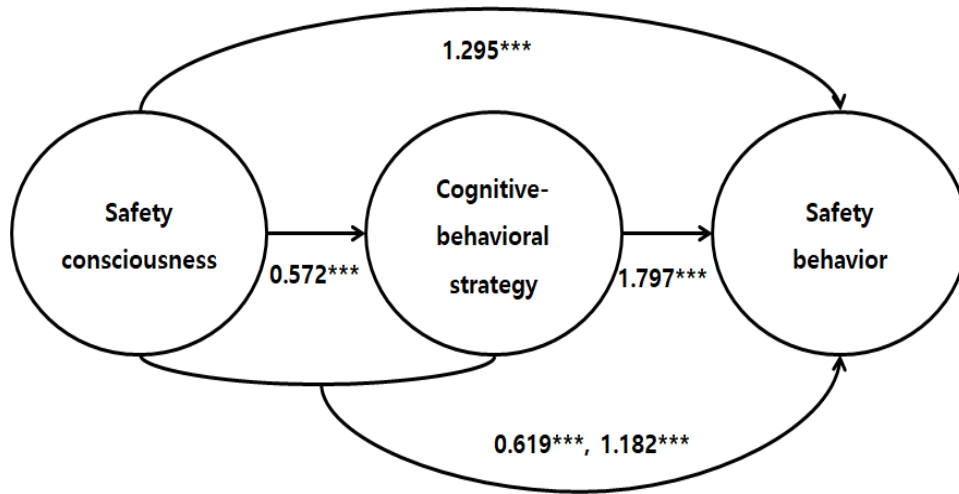 1.295***
Safety
consciousness
0.572***
Cognitive-
behavioral
strategy
1.797***
Safety
behavior
0.619***, 1.182***